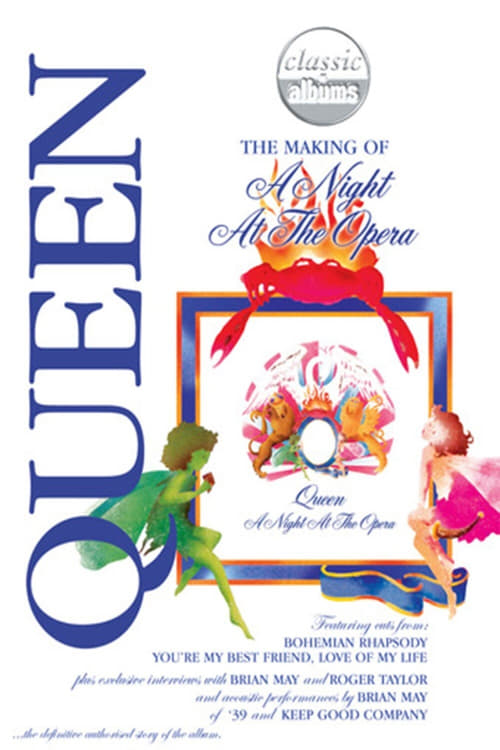 classic
albums
QUEEN
THE MAKING OF
A Night
At The Opera
Queen
A Night At The Opera
Featuring cuts from:
BOHEMIAN RHAPSODY
YOU'RE MY BEST FRIEND, LOVE OF MY LIFE
plus exclusive interviews with BRIAN MAY and ROGER TAYLOR
and acoustic performances by BRIAN MAY
of '39 and KEEP GOOD COMPANY
...the definitive authorised story of the album.